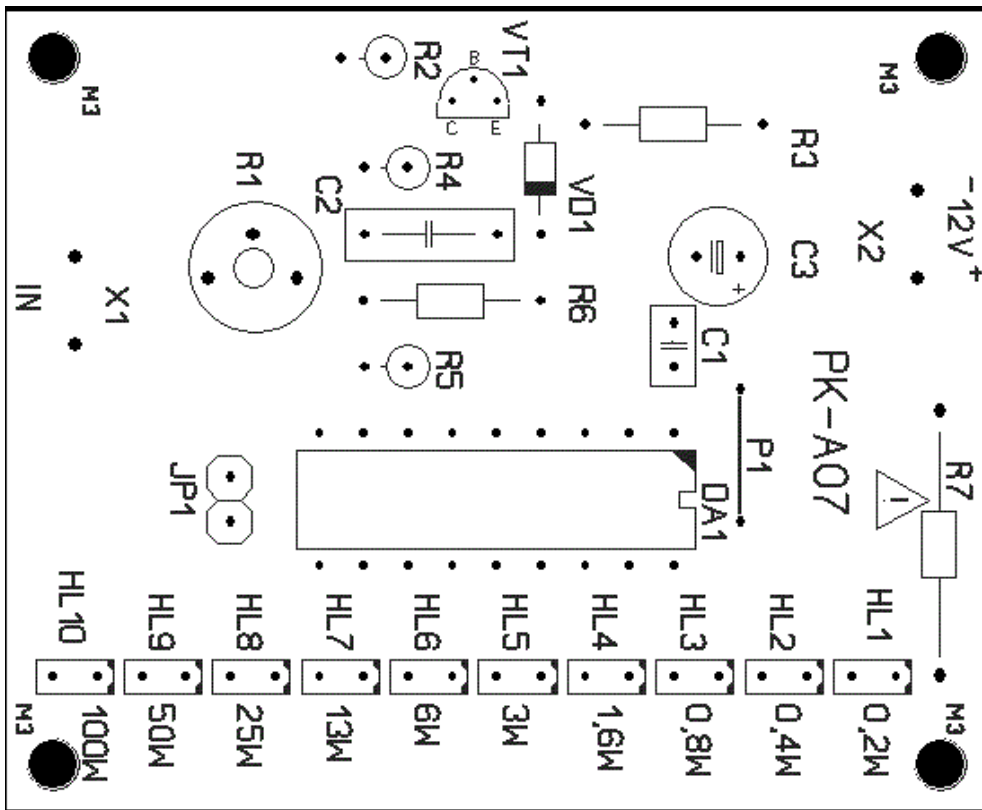 M3
R2
VT1
B
C
E
M3
R3
R4
R1
C2
VD1
-12V+
X2
C3
+
IN
X1
R6
C1
R5
PK-A07
P1
R7
!
JP1
DA1
HL10
HL9
HL8
HL7
HL6
HL5
HL4
HL3
HL2
HL1
M3
100W
50W
25W
13W
6W
3W
1,6W
0,8W
0,4W
0,2W
M3